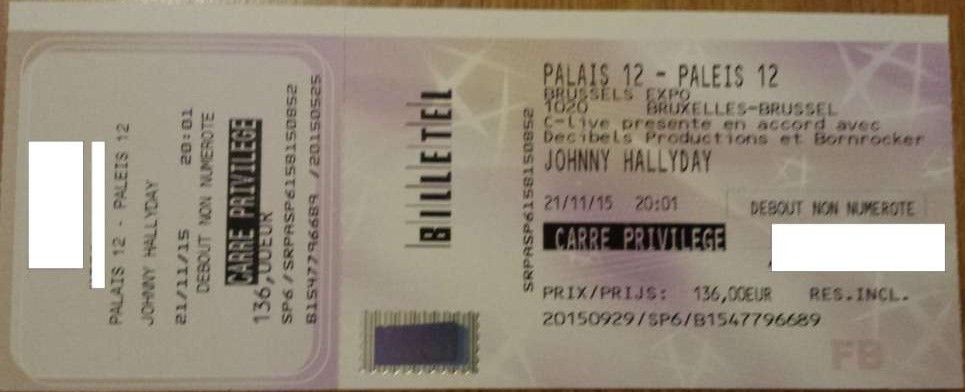 PALAIS 12 - PALEIS 12
JOHNNY HALLYDAY
21/11/15 20:01
DEBOUT NON NUMEROTE
CARRE PRIVILEGE
136,00EUR
SP6/SRPASP615B150852
B1547796689 /20150525
BILLETEL
SRPASP615B150852
PALAIS 12 - PALEIS 12
BRUSSELS EXPO
1020 BRUXELLES-BRUSSEL
C-live presente en accord avec
Decibels Productions et Bornrocker
JOHNNY HALLYDAY
21/11/15 20:01 DEBOUT NON NUMEROTE
CARRE PRIVILEGE
PRIX/PRIJS: 136,00EUR RES.INCL.
20150929/SP6/B1547796689
FB